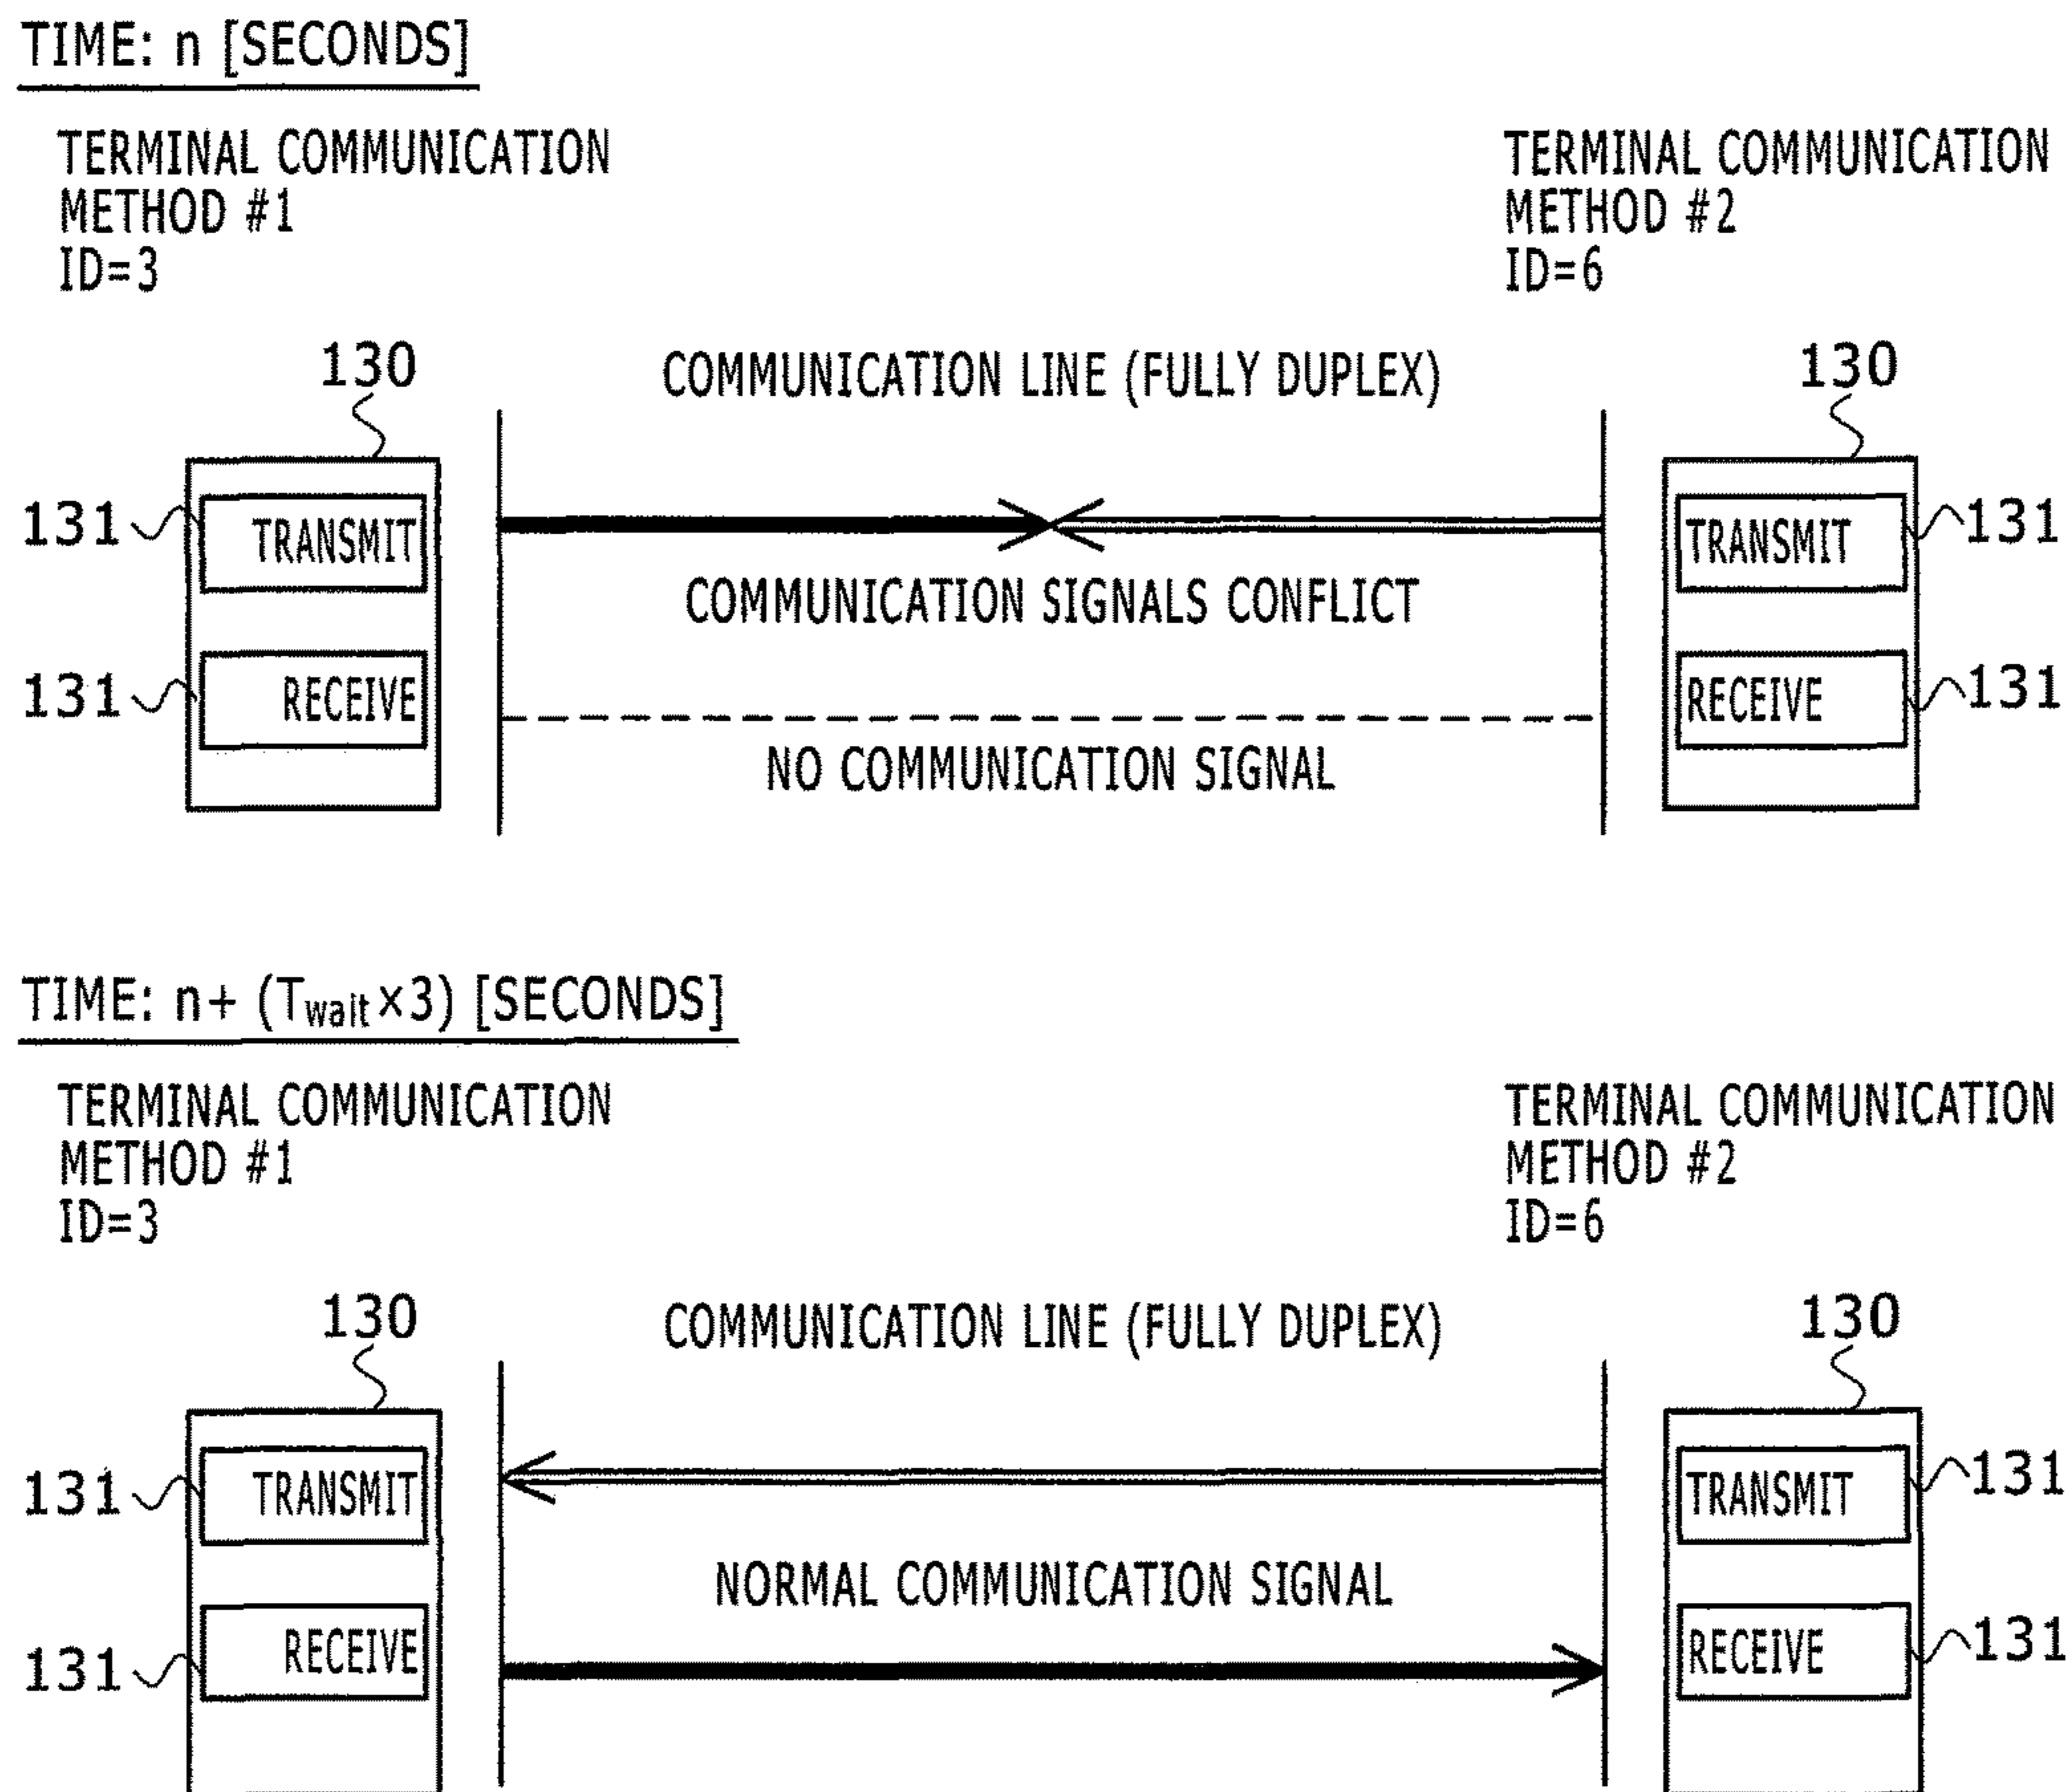 TIME: n [SECONDS]
TERMINAL COMMUNICATION
METHOD #1
ID=3
TERMINAL COMMUNICATION
METHOD #2
ID=6
130
COMMUNICATION LINE (FULLY DUPLEX)
130
131
TRANSMIT
TRANSMIT
131
COMMUNICATION SIGNALS CONFLICT
131
RECEIVE
RECEIVE
131
NO COMMUNICATION SIGNAL
TIME: n+ (Twait×3) [SECONDS]
TERMINAL COMMUNICATION
METHOD #1
ID=3
TERMINAL COMMUNICATION
METHOD #2
ID=6
130
COMMUNICATION LINE (FULLY DUPLEX)
130
131
TRANSMIT
TRANSMIT
131
NORMAL COMMUNICATION SIGNAL
131
RECEIVE
RECEIVE
131